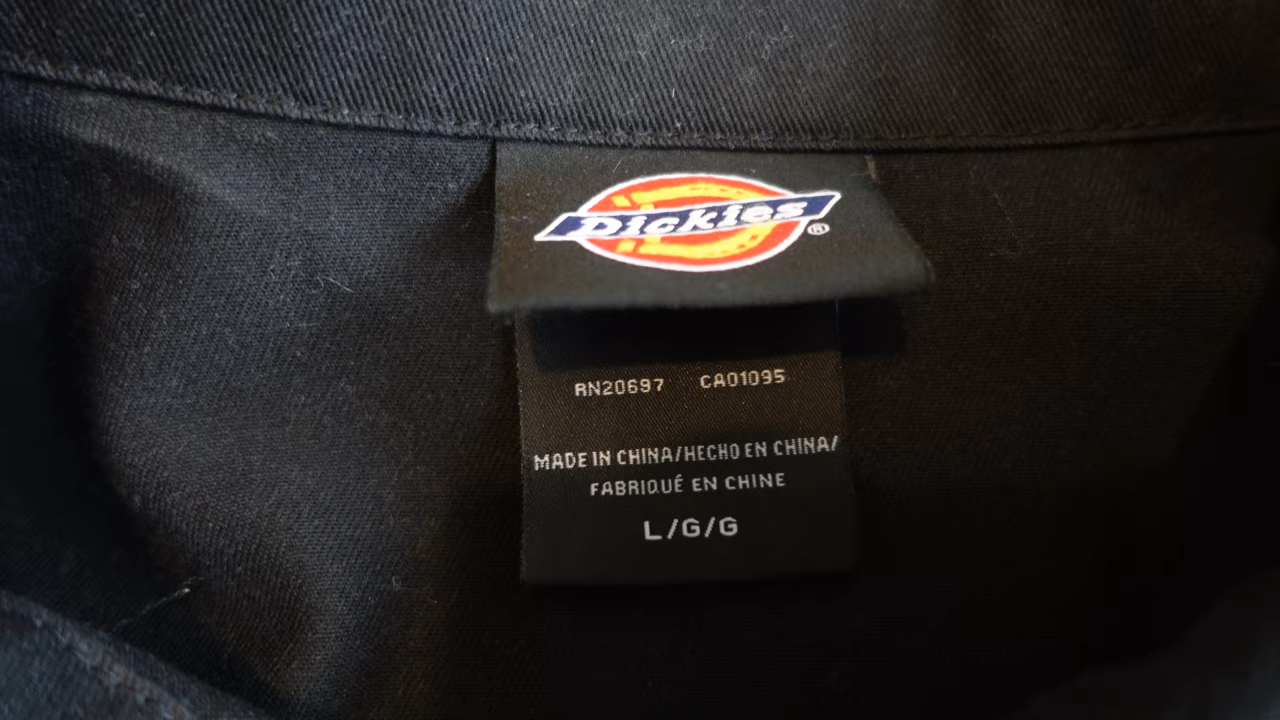 Dickies®
RN20697 CA01095
MADE IN CHINA/HECHO EN CHINA/
FABRIQUÉ EN CHINE
L/G/G